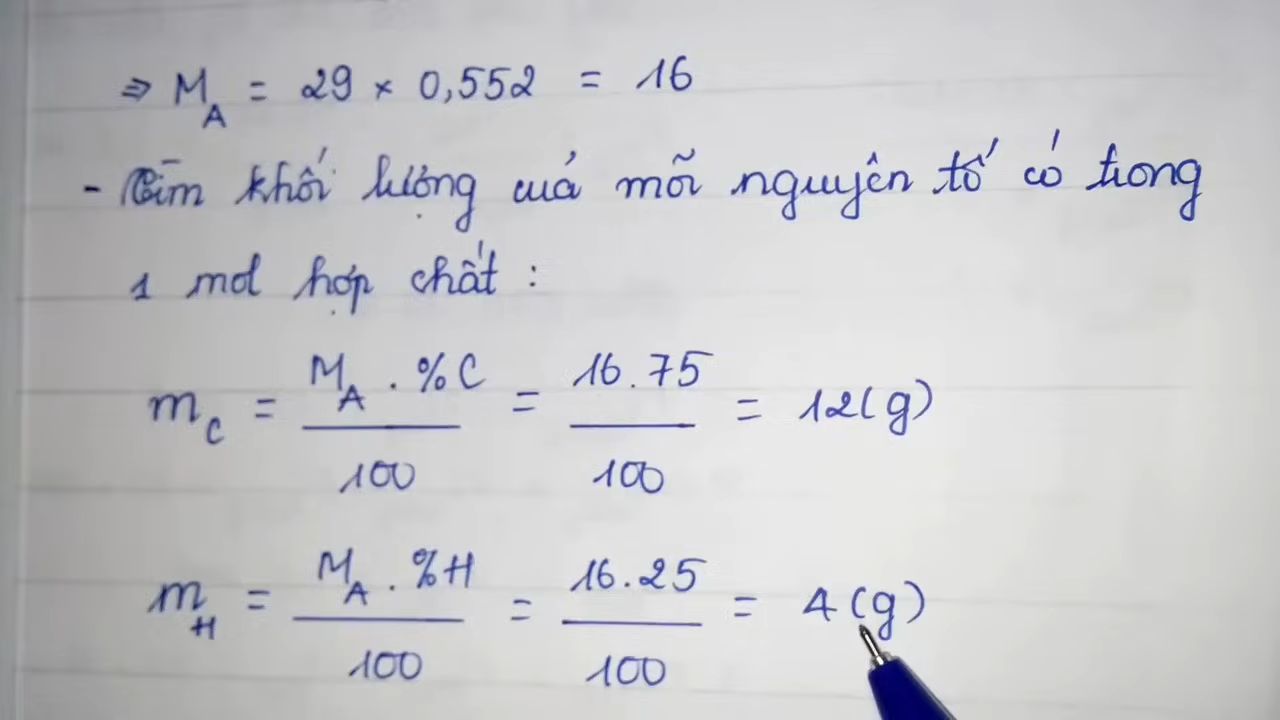 ⇒ M_A = 29 × 0,552 = 16
- Tìm khối lượng của mỗi nguyên tố có trong
1 mol hợp chất :
m_C = M_A . %C / 100 = 16.75 / 100 = 12(g)
m_H = M_A . %H / 100 = 16.25 / 100 = 4(g)